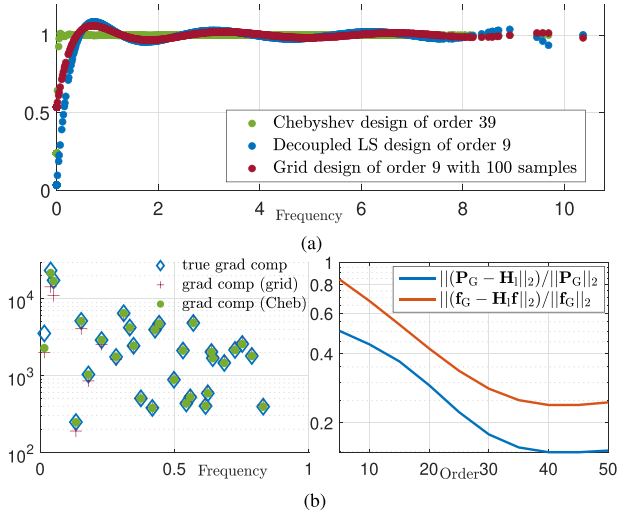 1
0.5
0
0 2 4 6 8 10
Frequency
Chebyshev design of order 39
Decoupled LS design of order 9
Grid design of order 9 with 100 samples
(a)
10^4
10^3
10^2
0 0.5 1
Frequency
true grad comp
grad comp (grid)
grad comp (Cheb)
1
0.8
0.6
0.4
0.2
10 20 30 40 50
Order
||(P_G − H_l||_2)/||P_G||_2
||(f_G − H_l f||_2)/||f_G||_2
(b)